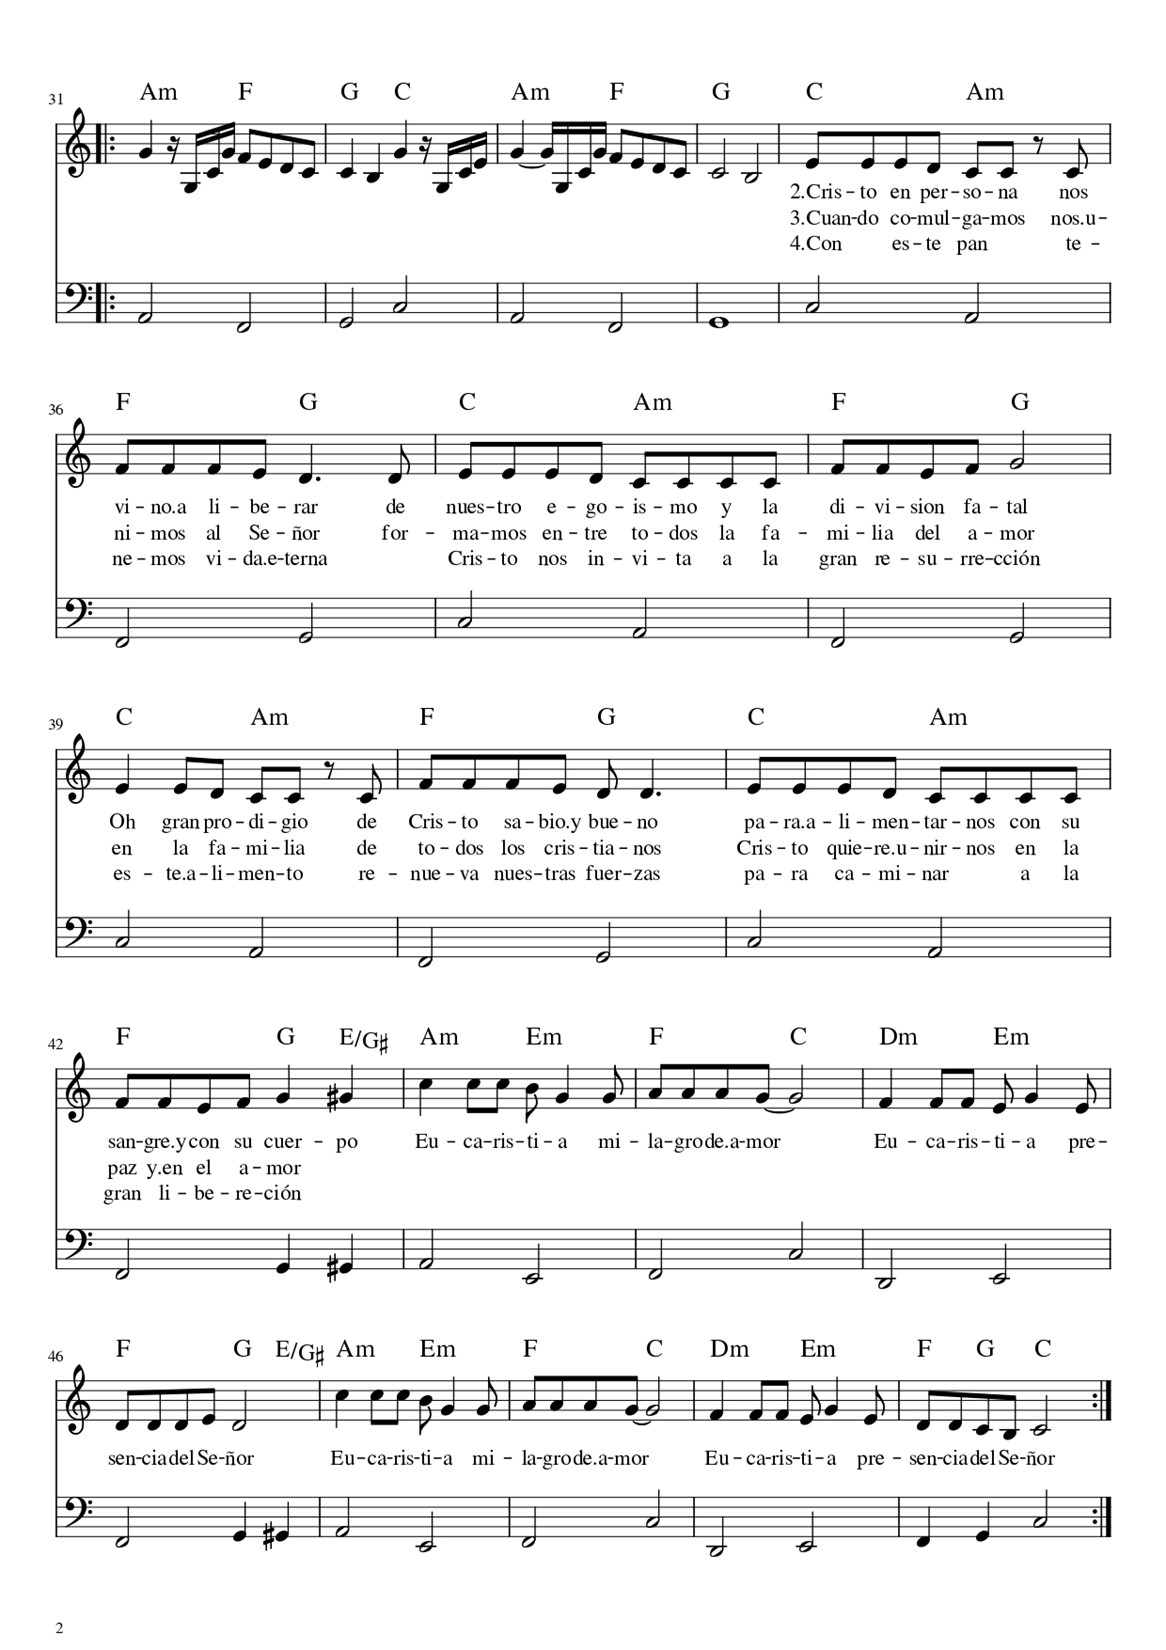 31 Am F G C Am F G C Am
2.Cris – to en per – so – na nos
3.Cuan – do co – mul – ga – mos nos.u –
4.Con es – te pan te –
36 F G C Am F G
vi – no.a li – be – rar de nues – tro e – go – is – mo y la di – vi – sion fa – tal
ni – mos al Se – ñor for – ma – mos en – tre to – dos la fa – mi – lia del a – mor
ne – mos vi – da.e – terna Cris – to nos in – vi – ta a la gran re – su – rre – cción
39 C Am F G C Am
Oh gran pro – di – gio de Cris – to sa – bio.y bue – no pa – ra.a – li – men – tar – nos con su
en la fa – mi – lia de to – dos los cris – tia – nos Cris – to quie – re.u – nir – nos en la
es – te.a – li – men – to re – nue – va nues – tras fuer – zas pa – ra ca – mi – nar a la
42 F G E/G♯ Am Em F C Dm Em
san – gre.y con su cuer – po Eu – ca – ris – ti – a mi – la – gro de.a – mor Eu – ca – ris – ti – a pre –
paz y.en el a – mor
gran li – be – re – ción
46 F G E/G♯ Am Em F C Dm Em F G C
sen – cia del Se – ñor Eu – ca – ris – ti – a mi – la – gro de.a – mor Eu – ca – ris – ti – a pre – sen – cia del Se – ñor
2